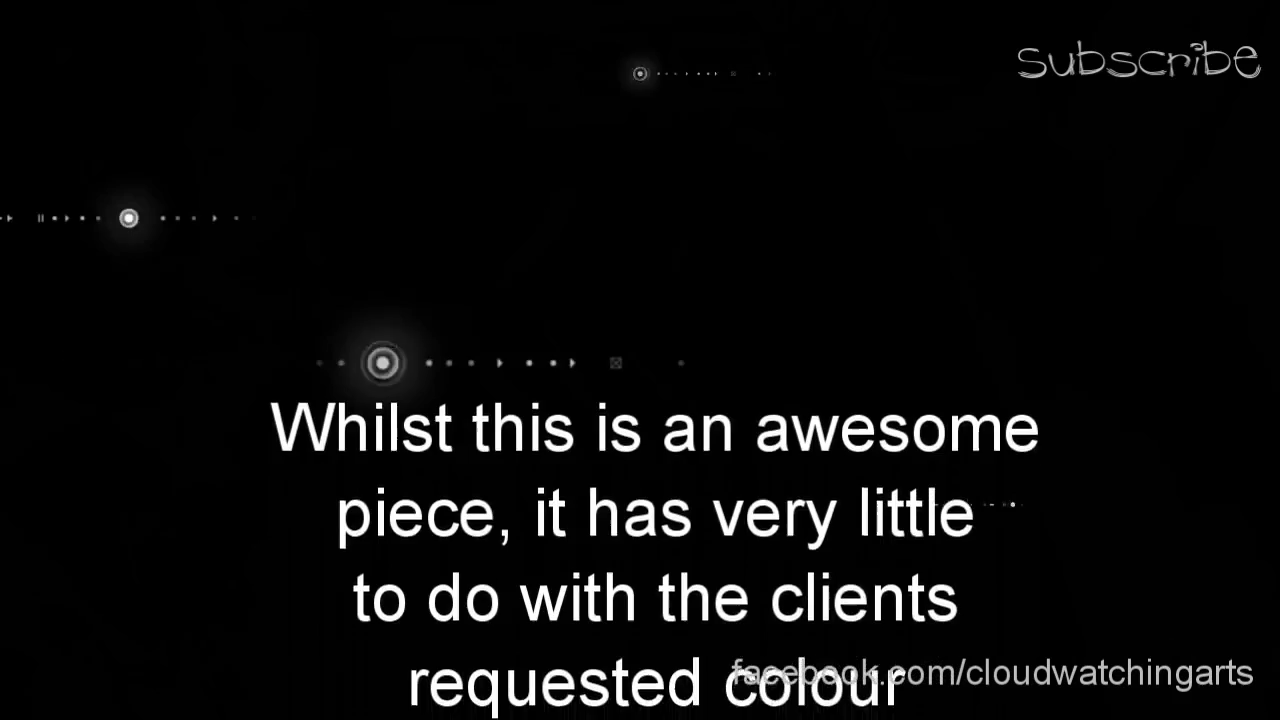 subscribe
Whilst this is an awesome
piece, it has very little
to do with the clients
requested colour
facebook.com/cloudwatchingarts